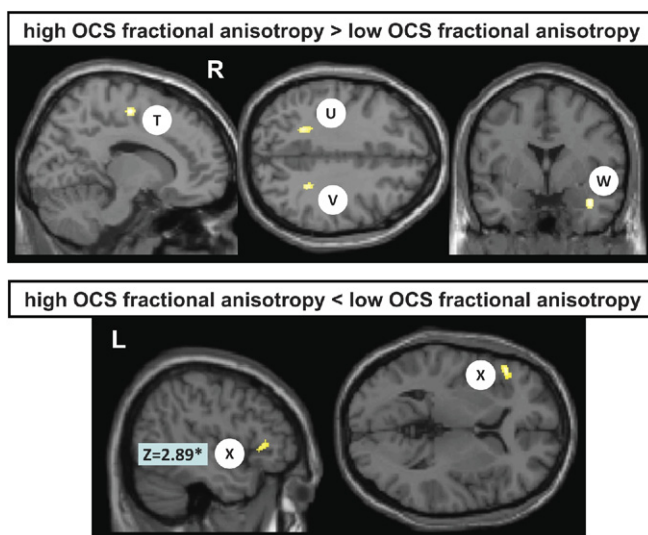 high OCS fractional anisotropy > low OCS fractional anisotropy
R
T
U
V
W
high OCS fractional anisotropy < low OCS fractional anisotropy
L
X
Z=2.89*
X